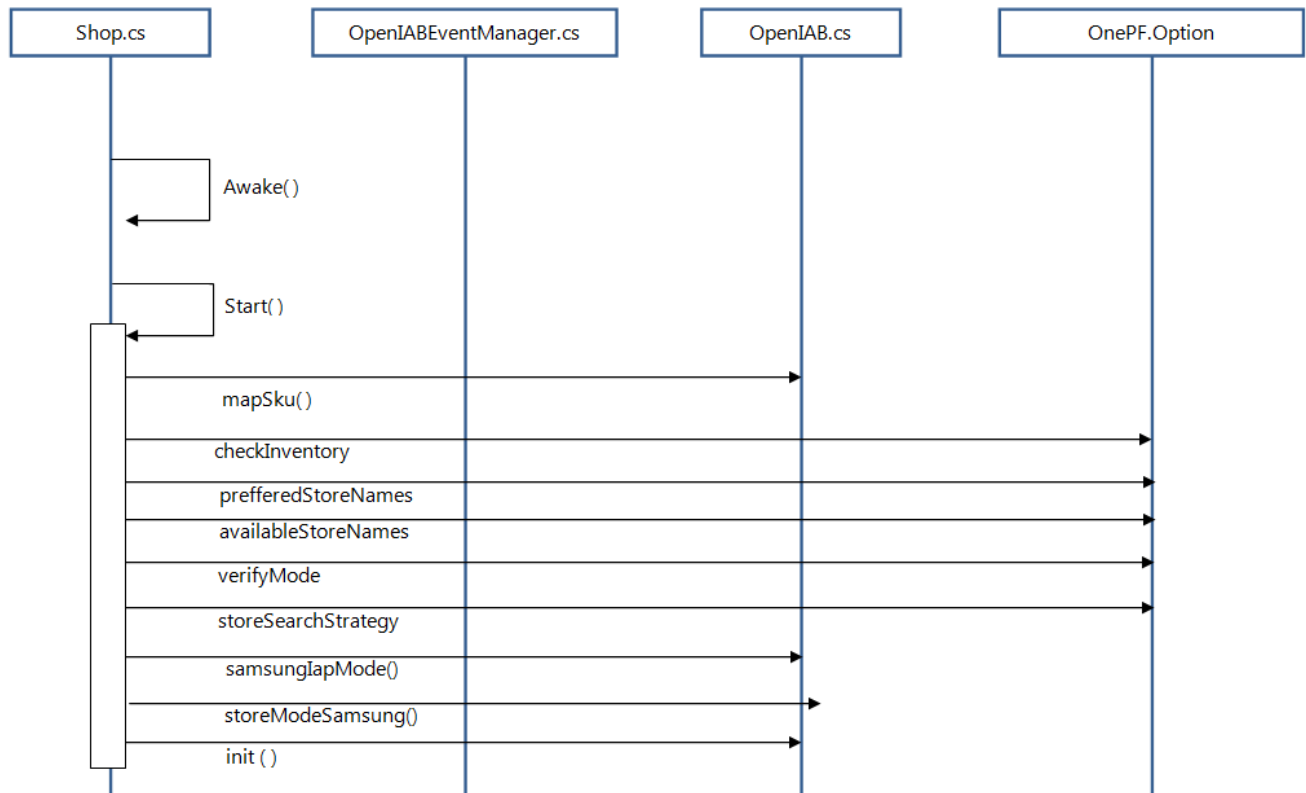 Shop.cs
OpenIABEventManager.cs
OpenIAB.cs
OnePF.Option
Awake( )
Start( )
mapSku( )
checkInventory
prefferedStoreNames
availableStoreNames
verifyMode
storeSearchStrategy
samsungIapMode()
storeModeSamsung()
init ( )